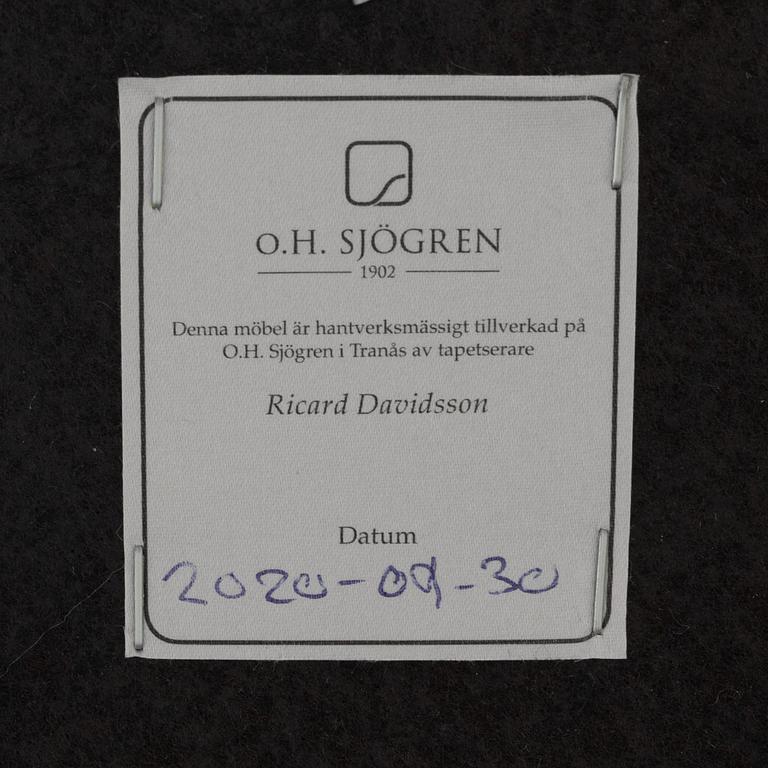 O.H. SJÖGREN
1902
Denna möbel är hantverksmässigt tillverkad på
O.H. Sjögren i Tranås av tapetserare
Ricard Davidsson
Datum
2020-09-30